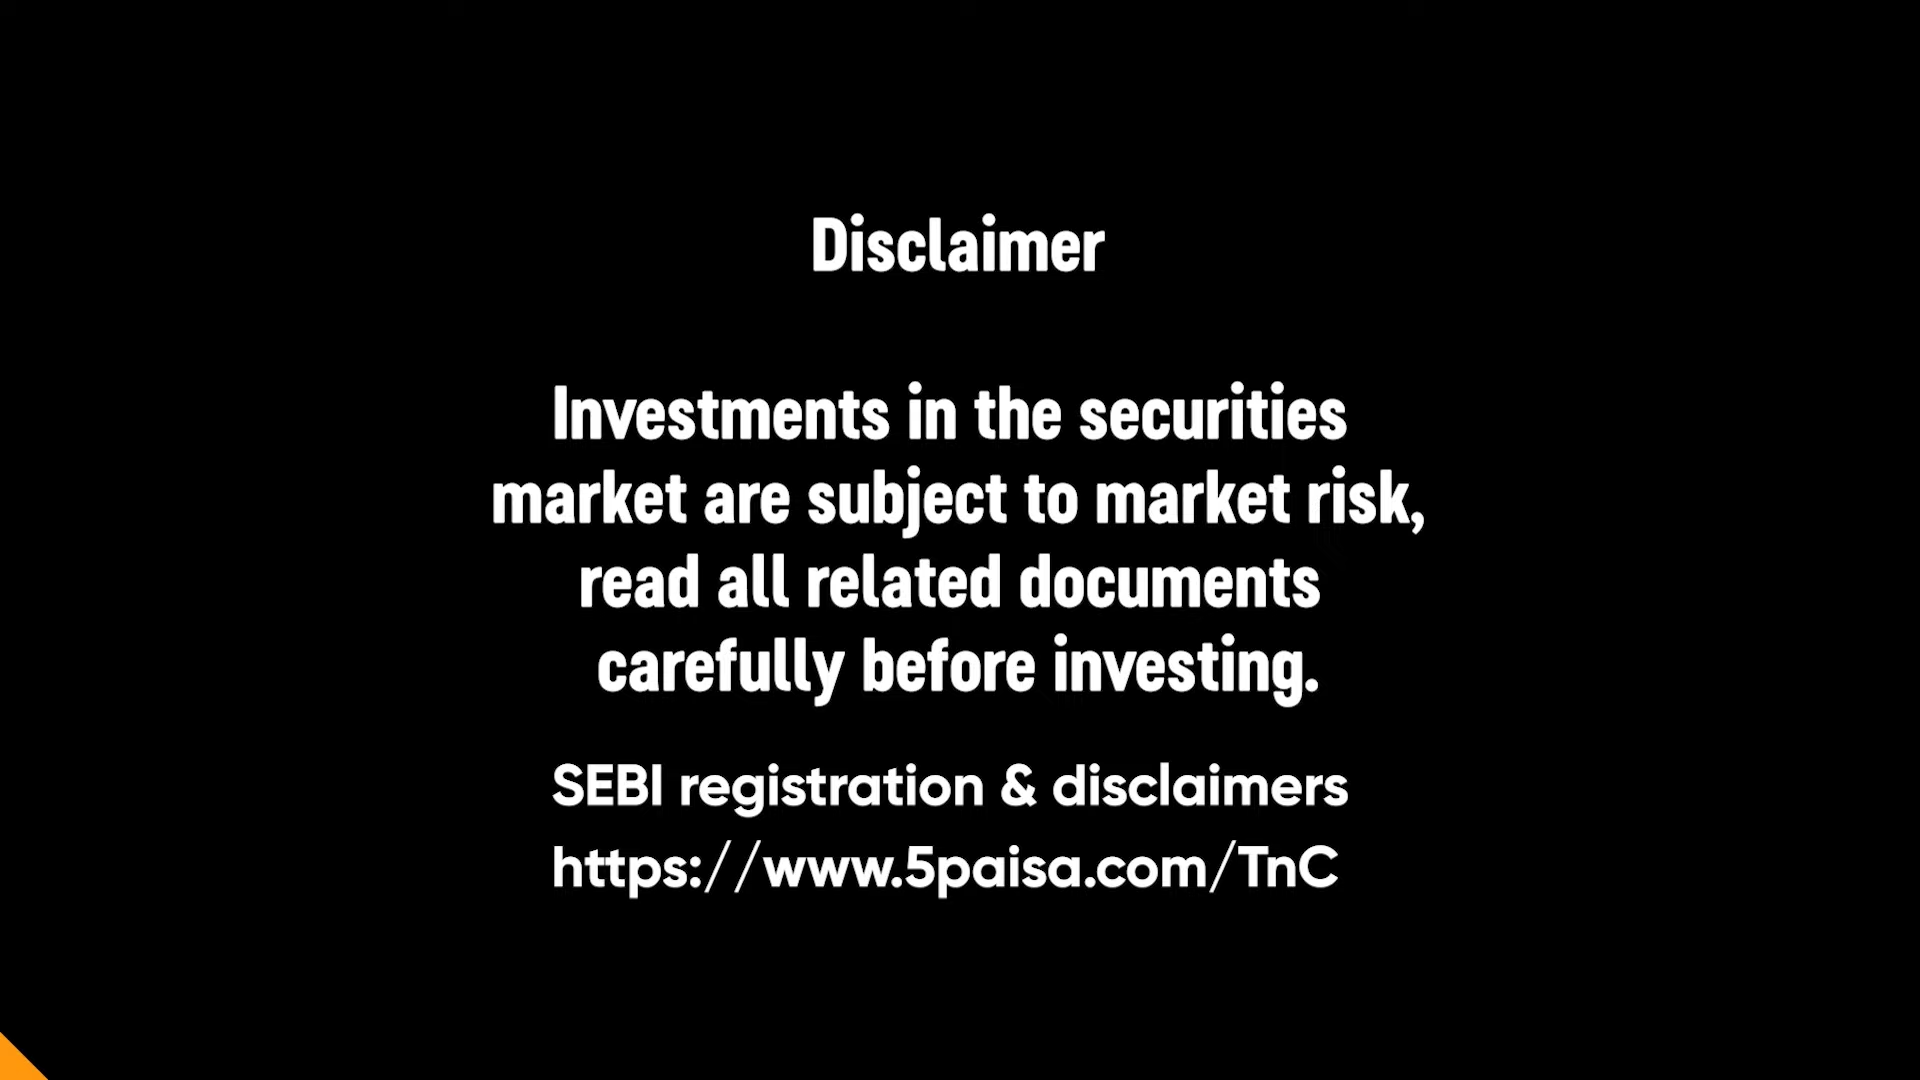 Disclaimer
Investments in the securities
market are subject to market risk,
read all related documents
carefully before investing.
SEBI registration & disclaimers
https://www.5paisa.com/TnC